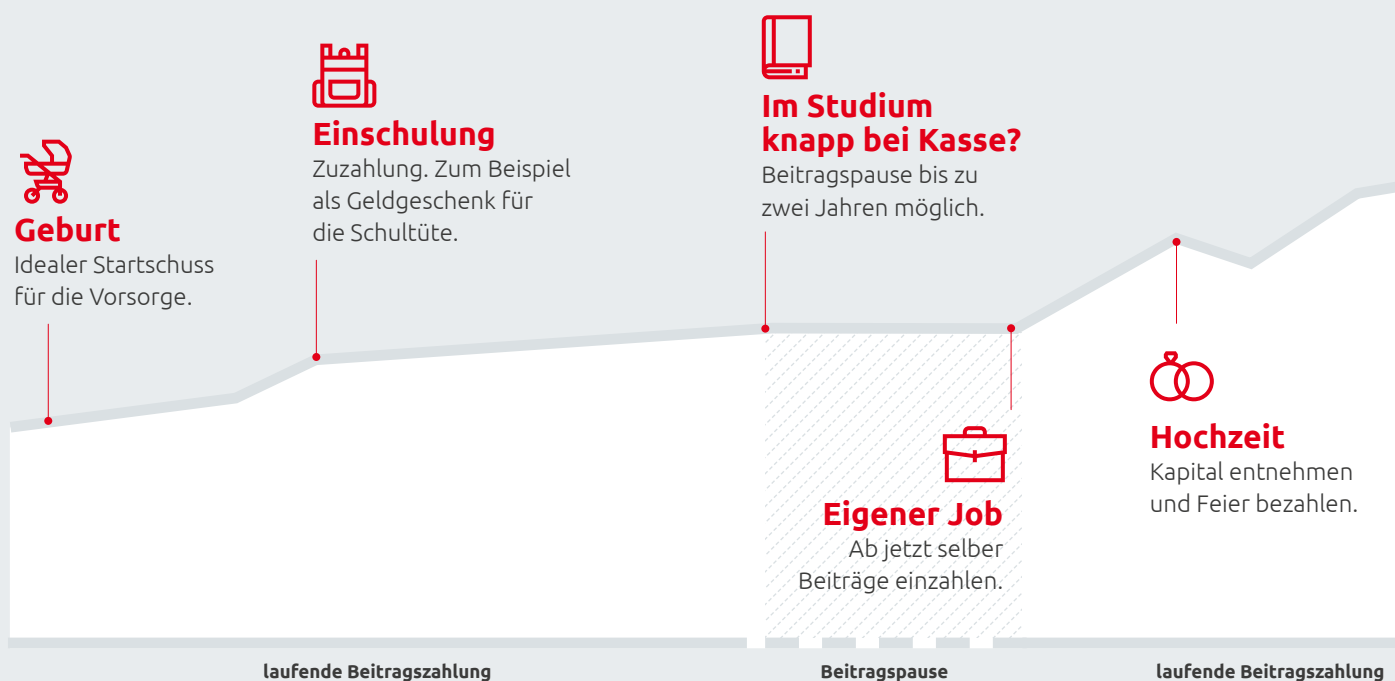 Geburt
Idealer Startschuss
für die Vorsorge.
Einschulung
Zuzahlung. Zum Beispiel
als Geldgeschenk für
die Schultüte.
Im Studium
knapp bei Kasse?
Beitragspause bis zu
zwei Jahren möglich.
Eigener Job
Ab jetzt selber
Beiträge einzahlen.
Hochzeit
Kapital entnehmen
und Feier bezahlen.
laufende Beitragszahlung
Beitragspause
laufende Beitragszahlung